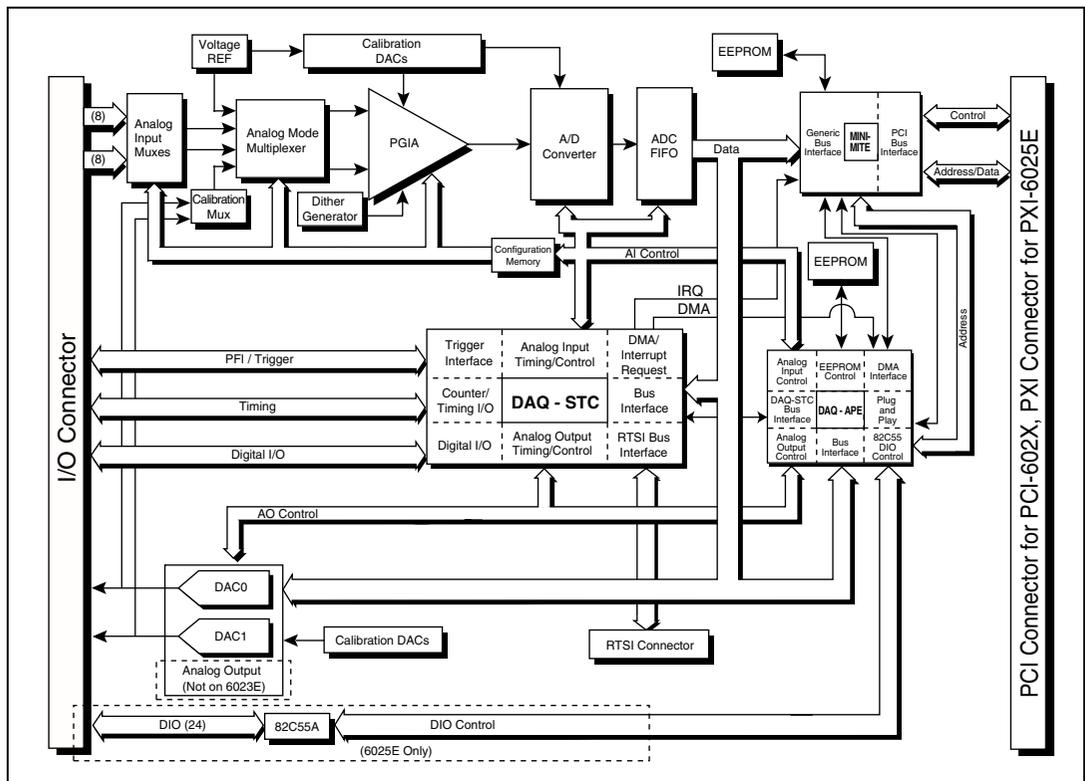 Voltage
REF
Calibration
DACs
EEPROM
(8)
(8)
Analog
Input
Muxes
Analog Mode
Multiplexer
PGIA
A/D
Converter
ADC
FIFO
Data
Generic
Bus
Interface
MINI-
MITE
PCI
Bus
Interface
Control
Address/Data
Calibration
Mux
Dither
Generator
Configuration
Memory
AI Control
EEPROM
Address
IRQ
DMA
I/O Connector
PCI Connector for PCI-602X, PXI Connector for PXI-6025E
PFI / Trigger
Timing
Digital I/O
Trigger
Interface
Analog Input
Timing/Control
DMA/
Interrupt
Request
Counter/
Timing I/O
DAQ - STC
Bus
Interface
Digital I/O
Analog Output
Timing/Control
RTSI Bus
Interface
Analog
Input
Control
EEPROM
Control
DMA
Interface
DAQ-STC
Bus
Interface
DAQ - APE
Plug
and
Play
Analog
Output
Control
Bus
Interface
82C55
DIO
Control
AO Control
DAC0
DAC1
Calibration DACs
RTSI Connector
Analog Output
(Not on 6023E)
DIO (24)
82C55A
DIO Control
(6025E Only)